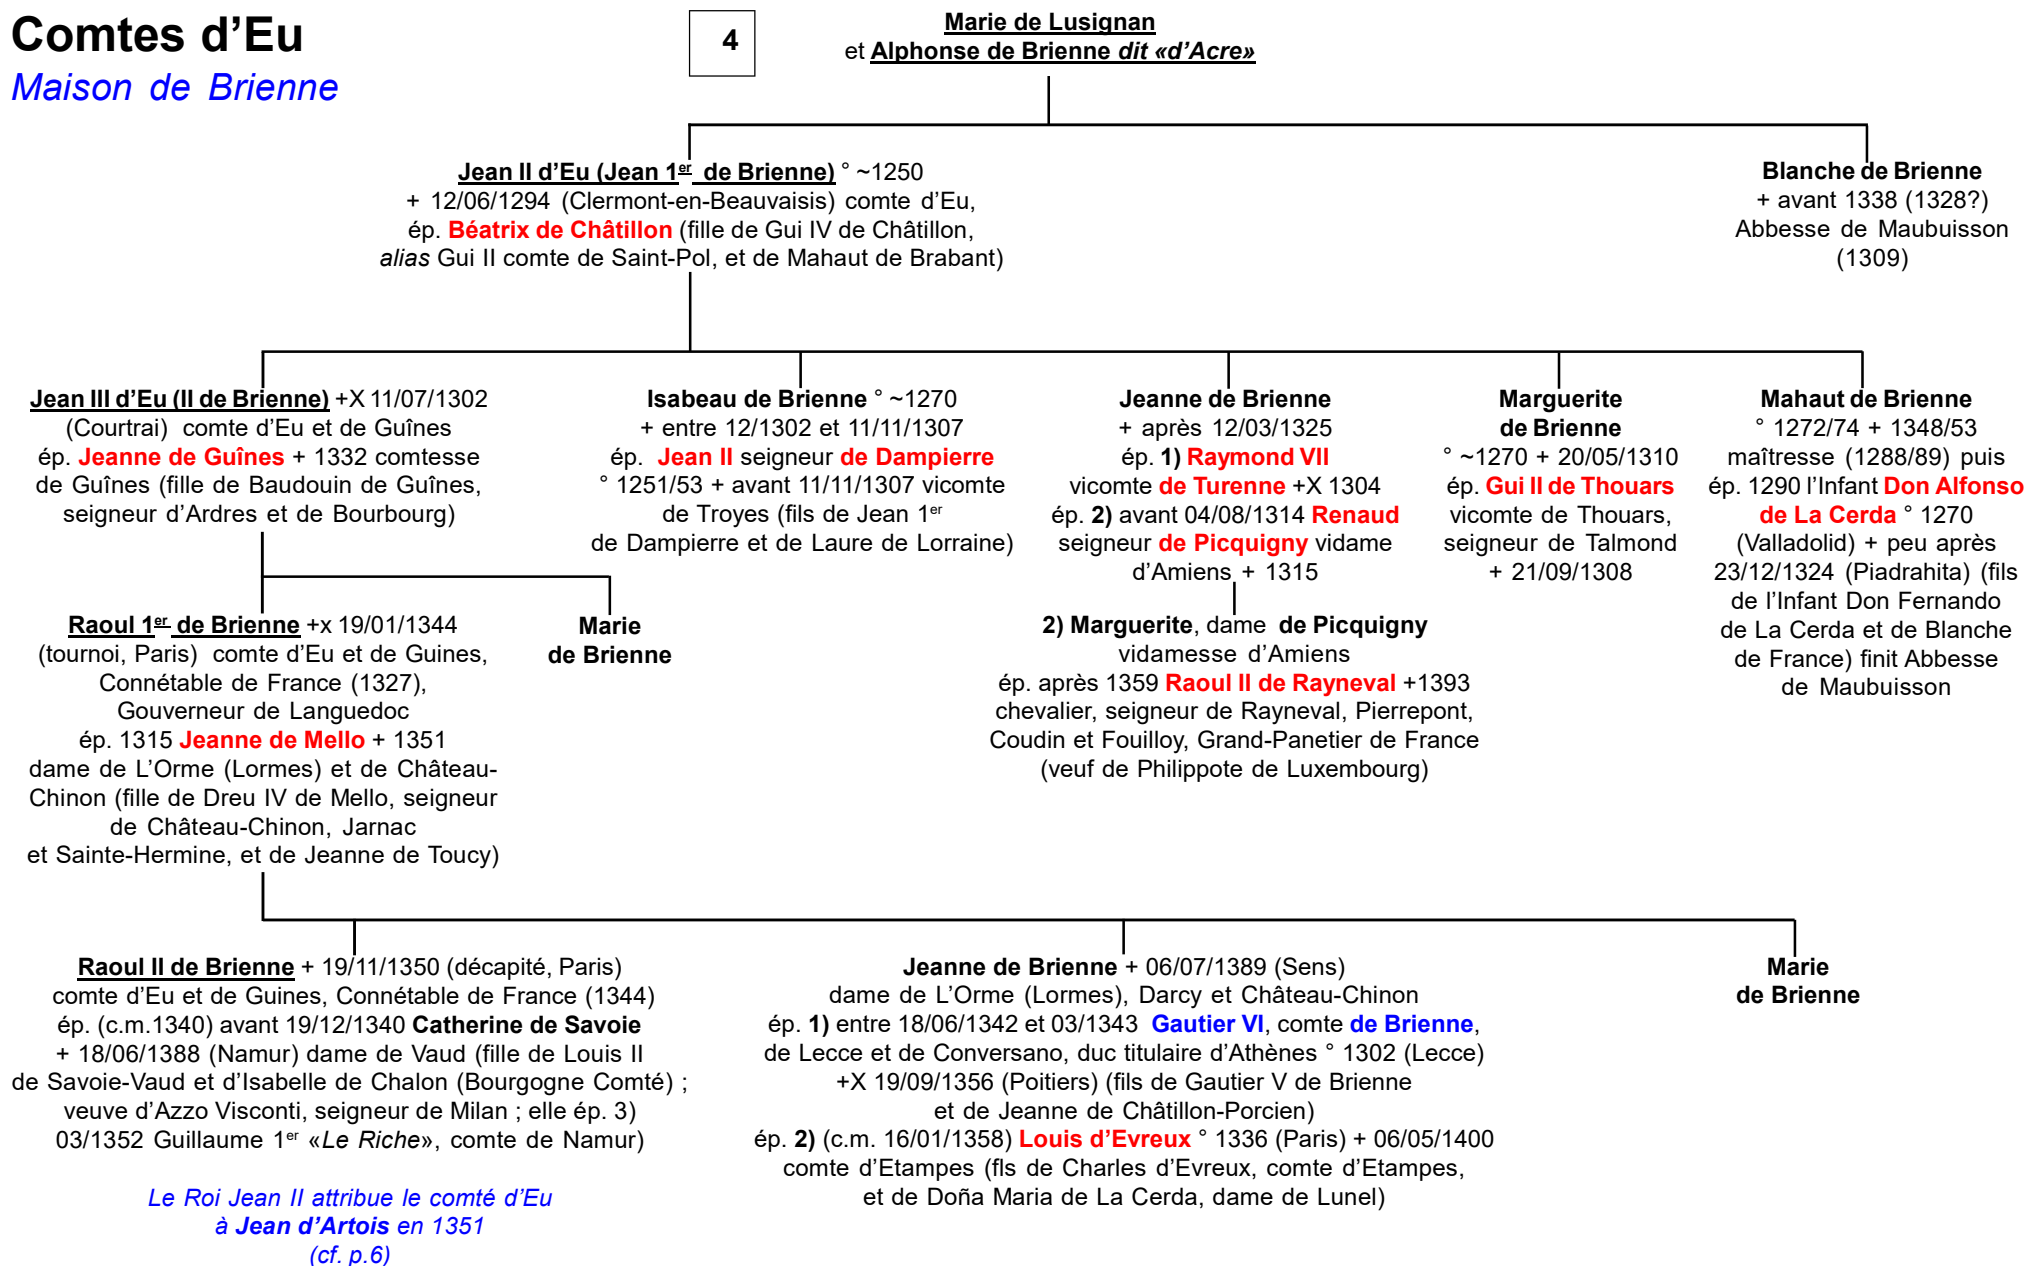 Comtes d’Eu
Maison de Brienne
4
Marie de Lusignan
et Alphonse de Brienne dit «d’Acre»
Jean II d’Eu (Jean 1er de Brienne) ° ~1250
+ 12/06/1294 (Clermont-en-Beauvaisis) comte d’Eu,
ép. Béatrix de Châtillon (fille de Gui IV de Châtillon,
alias Gui II comte de Saint-Pol, et de Mahaut de Brabant)
Blanche de Brienne
+ avant 1338 (1328?)
Abbesse de Maubuisson
(1309)
Jean III d’Eu (II de Brienne) +X 11/07/1302
(Courtrai) comte d’Eu et de Guînes
ép. Jeanne de Guînes + 1332 comtesse
de Guînes (fille de Baudouin de Guînes,
seigneur d’Ardres et de Bourbourg)
Isabeau de Brienne ° ~1270
+ entre 12/1302 et 11/11/1307
ép. Jean II seigneur de Dampierre
° 1251/53 + avant 11/11/1307 vicomte
de Troyes (fils de Jean 1er
de Dampierre et de Laure de Lorraine)
Jeanne de Brienne
+ après 12/03/1325
ép. 1) Raymond VII
vicomte de Turenne +X 1304
ép. 2) avant 04/08/1314 Renaud
seigneur de Picquigny vidame
d’Amiens + 1315
Marguerite
de Brienne
° ~1270 + 20/05/1310
ép. Gui II de Thouars
vicomte de Thouars,
seigneur de Talmond
+ 21/09/1308
Mahaut de Brienne
° 1272/74 + 1348/53
maîtresse (1288/89) puis
ép. 1290 l’Infant Don Alfonso
de La Cerda ° 1270
(Valladolid) + peu après
23/12/1324 (Piadrahita) (fils
de l’Infant Don Fernando
de La Cerda et de Blanche
de France) finit Abbesse
de Maubuisson
Raoul 1er de Brienne +x 19/01/1344
(tournoi, Paris) comte d’Eu et de Guines,
Connétable de France (1327),
Gouverneur de Languedoc
ép. 1315 Jeanne de Mello + 1351
dame de L’Orme (Lormes) et de Château-
Chinon (fille de Dreu IV de Mello, seigneur
de Château-Chinon, Jarnac
et Sainte-Hermine, et de Jeanne de Toucy)
Marie
de Brienne
2) Marguerite, dame de Picquigny
vidamesse d’Amiens
ép. après 1359 Raoul II de Rayneval +1393
chevalier, seigneur de Rayneval, Pierrepont,
Coudin et Fouilloy, Grand-Panetier de France
(veuf de Philippote de Luxembourg)
Raoul II de Brienne + 19/11/1350 (décapité, Paris)
comte d’Eu et de Guines, Connétable de France (1344)
ép. (c.m.1340) avant 19/12/1340 Catherine de Savoie
+ 18/06/1388 (Namur) dame de Vaud (fille de Louis II
de Savoie-Vaud et d’Isabelle de Chalon (Bourgogne Comté) ;
veuve d’Azzo Visconti, seigneur de Milan ; elle ép. 3)
03/1352 Guillaume 1er «Le Riche», comte de Namur)
Le Roi Jean II attribue le comté d’Eu
à Jean d’Artois en 1351
(cf. p.6)
Jeanne de Brienne + 06/07/1389 (Sens)
dame de L’Orme (Lormes), Darcy et Château-Chinon
ép. 1) entre 18/06/1342 et 03/1343 Gautier VI, comte de Brienne,
de Lecce et de Conversano, duc titulaire d’Athènes ° 1302 (Lecce)
+X 19/09/1356 (Poitiers) (fils de Gautier V de Brienne
et de Jeanne de Châtillon-Porcien)
ép. 2) (c.m. 16/01/1358) Louis d’Evreux ° 1336 (Paris) + 06/05/1400
comte d’Etampes (fls de Charles d’Evreux, comte d’Etampes,
et de Doña Maria de La Cerda, dame de Lunel)
Marie
de Brienne